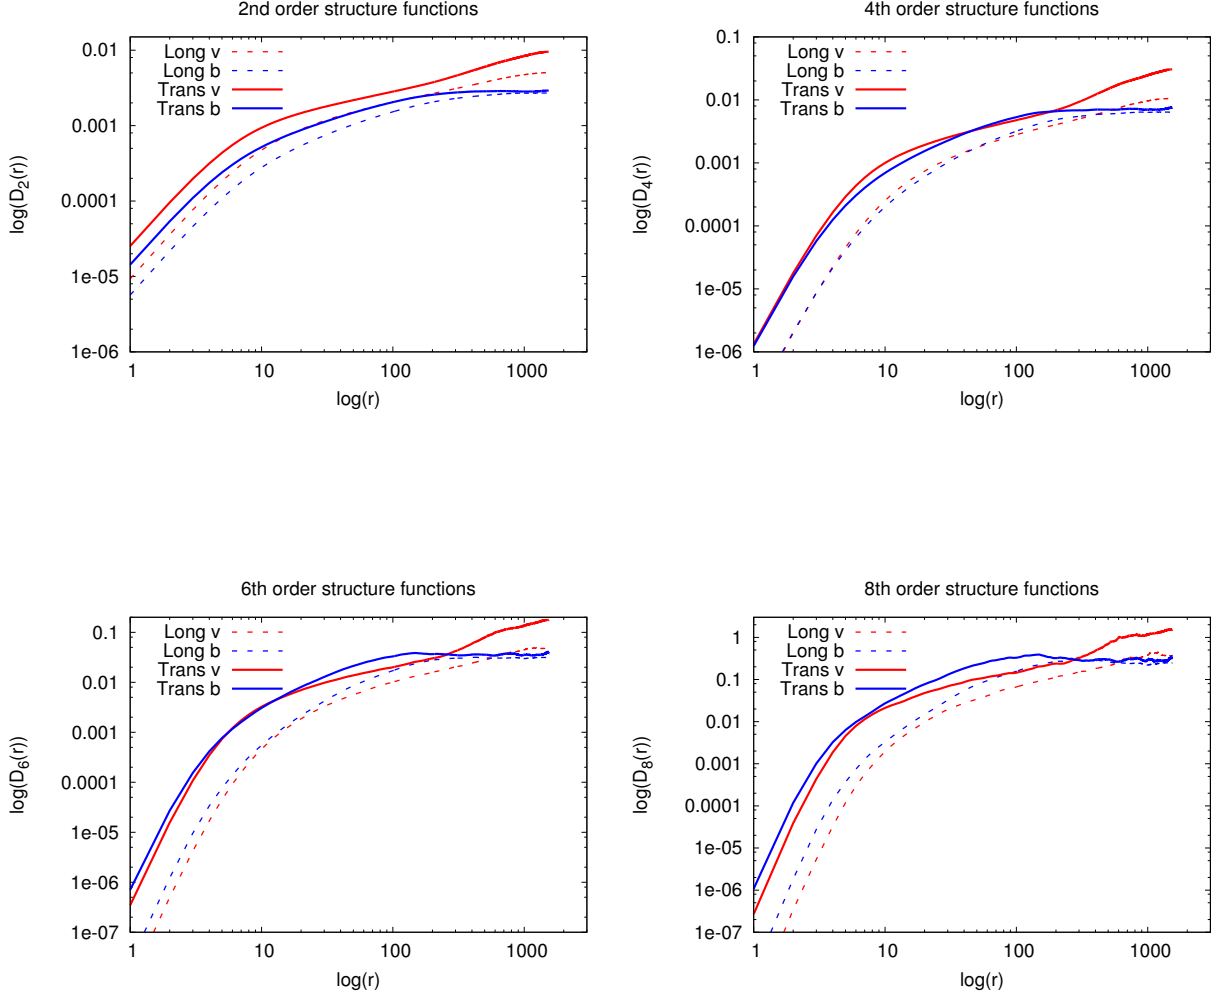 2nd order structure functions
0.01
0.001
0.0001
1e-05
1e-06
1
10
100
1000
log(D2(r))
log(r)
Long v
Long b
Trans v
Trans b
4th order structure functions
0.1
0.01
0.001
0.0001
1e-05
1e-06
1
10
100
1000
log(D4(r))
log(r)
Long v
Long b
Trans v
Trans b
6th order structure functions
0.1
0.01
0.001
0.0001
1e-05
1e-06
1e-07
1
10
100
1000
log(D6(r))
log(r)
Long v
Long b
Trans v
Trans b
8th order structure functions
1
0.1
0.01
0.001
0.0001
1e-05
1e-06
1e-07
1
10
100
1000
log(D8(r))
log(r)
Long v
Long b
Trans v
Trans b